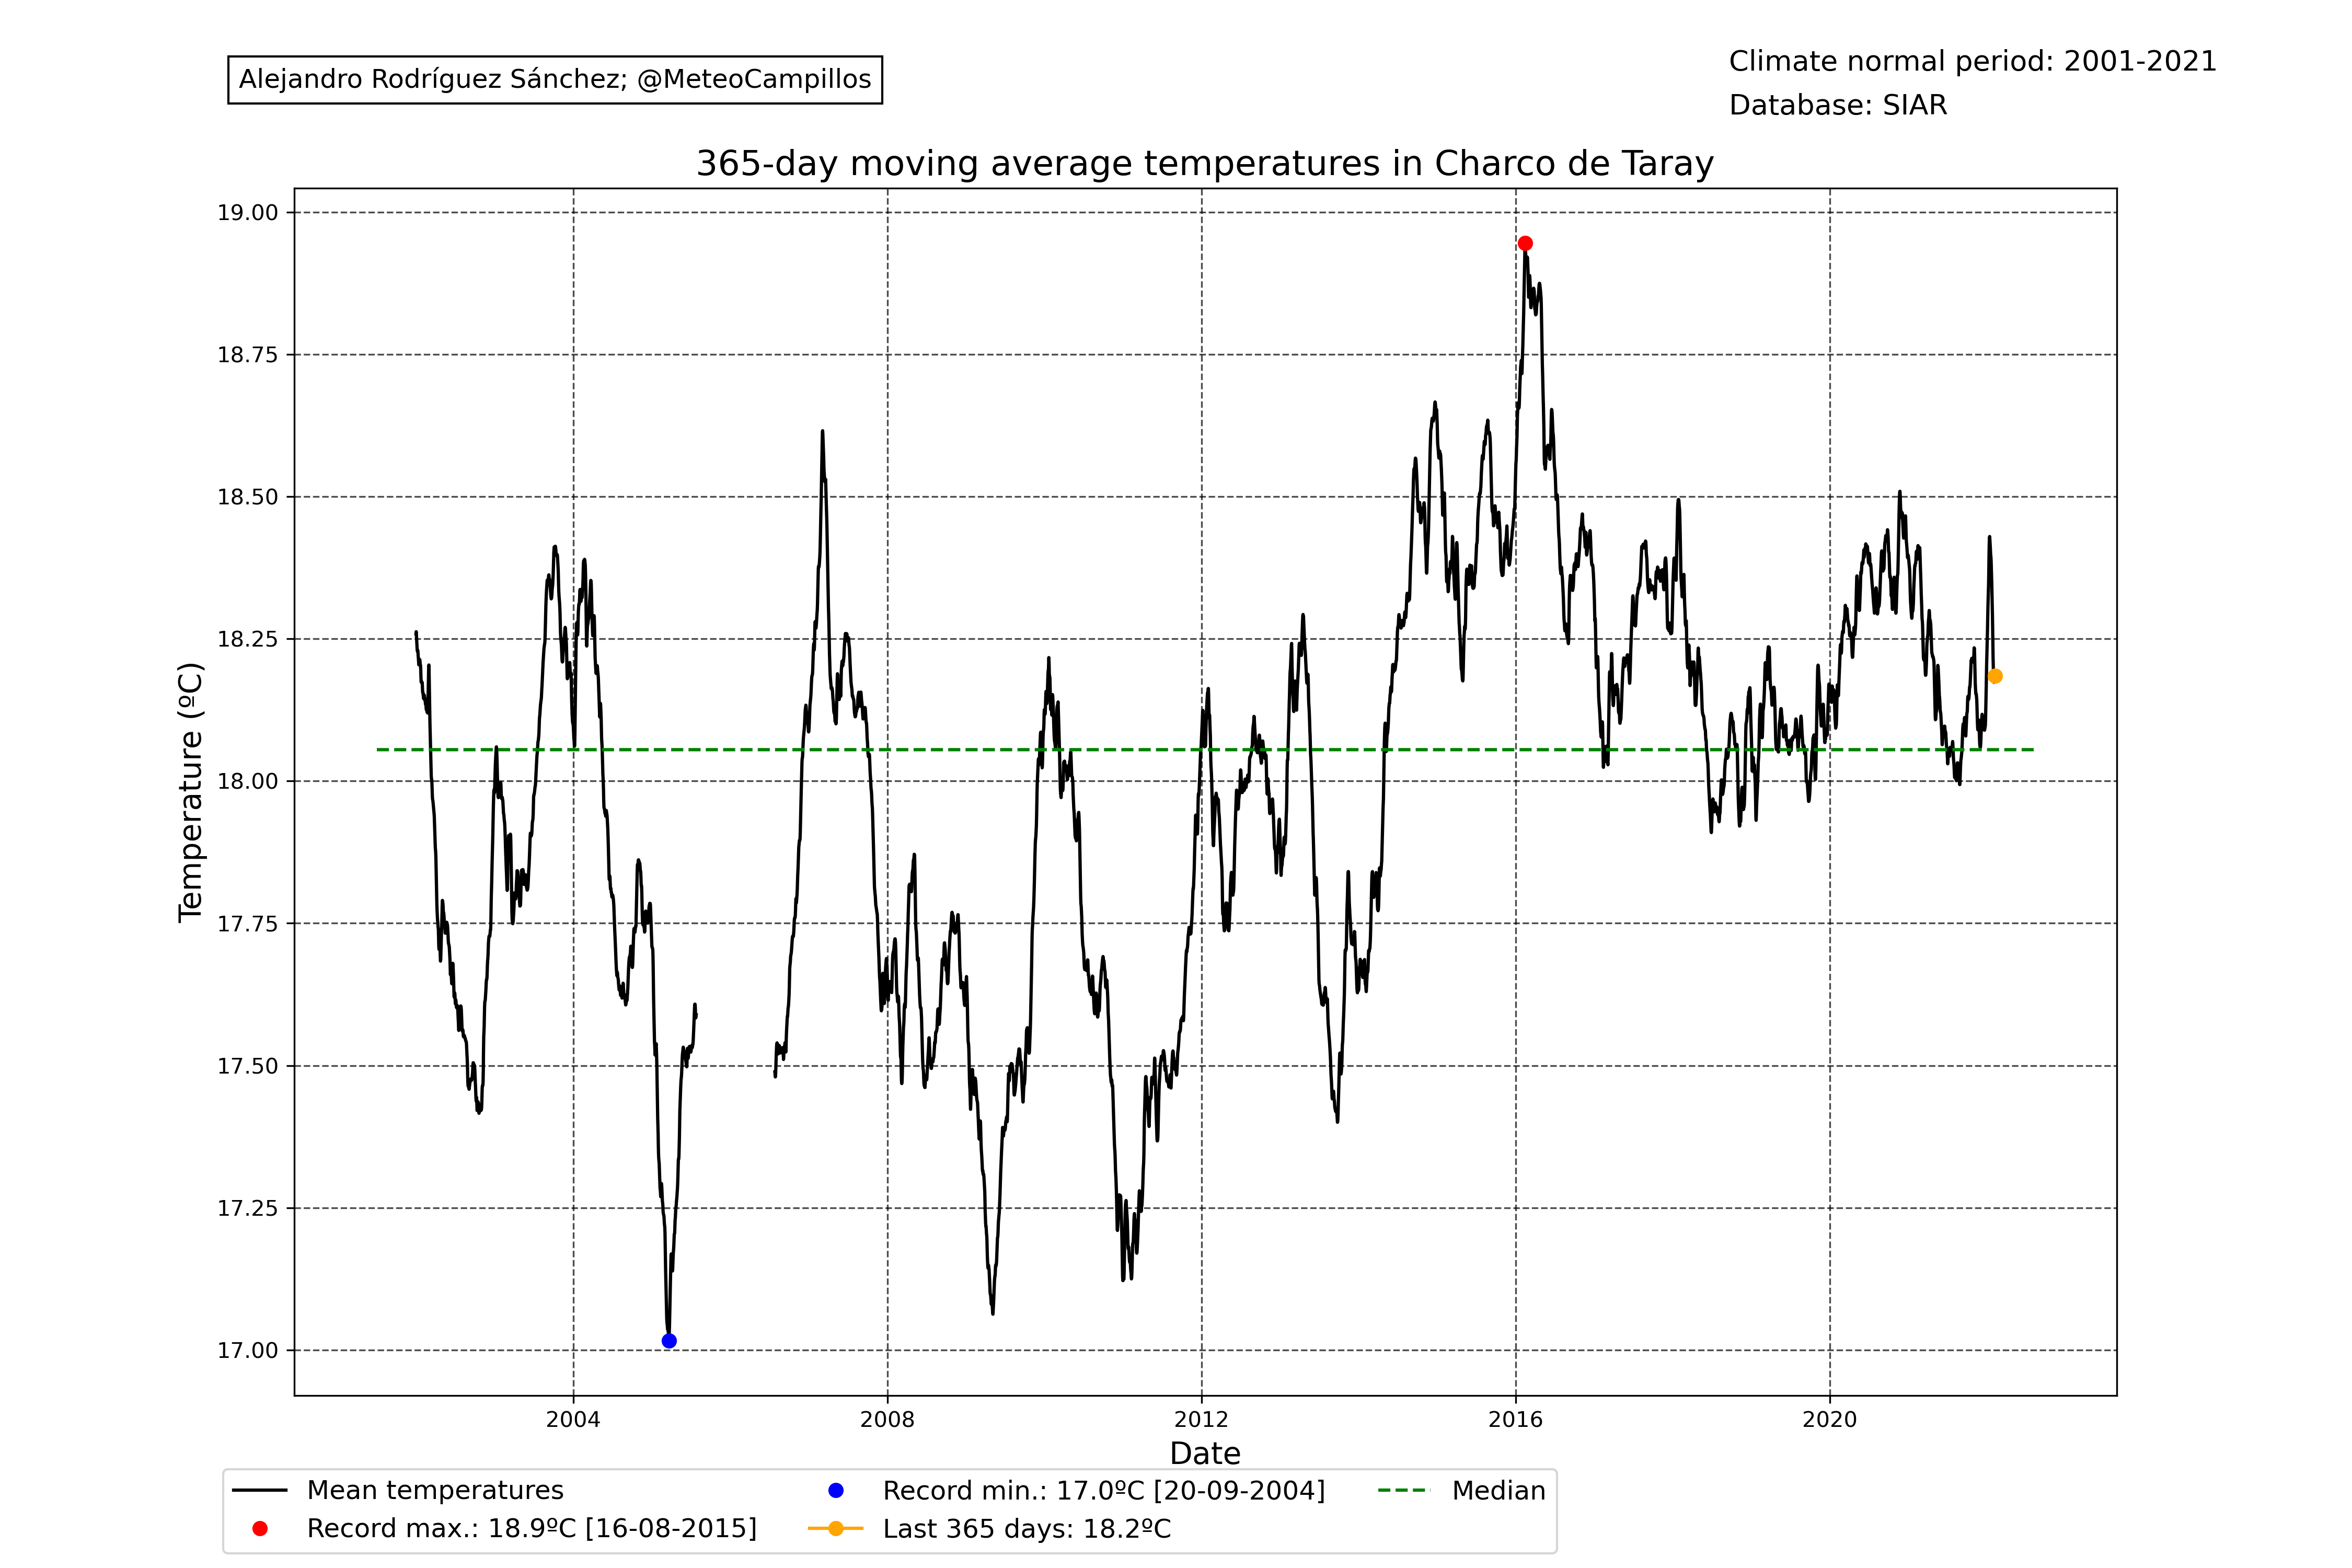 Alejandro Rodríguez Sánchez; @MeteoCampillos
Climate normal period: 2001-2021
Database: SIAR
365-day moving average temperatures in Charco de Taray
19.00
18.75
18.50
18.25
18.00
17.75
17.50
17.25
17.00
Temperature (ºC)
2004 2008 2012 2016 2020
Date
Mean temperatures
Record max.: 18.9ºC [16-08-2015]
Record min.: 17.0ºC [20-09-2004]
Last 365 days: 18.2ºC
Median